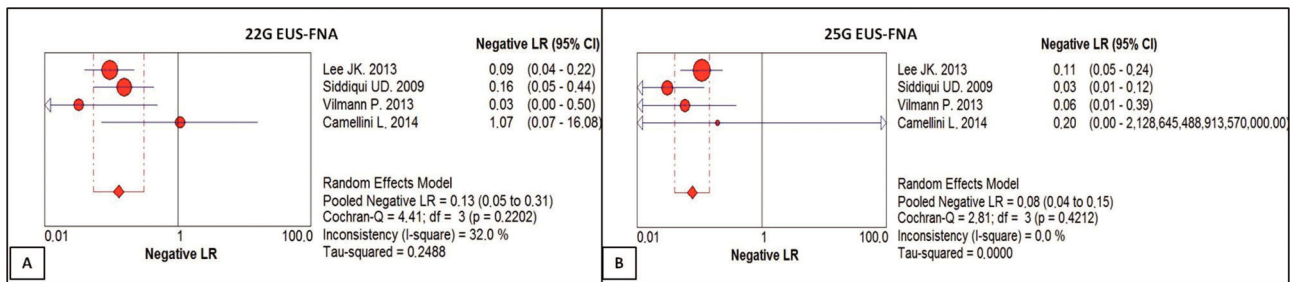 22G EUS-FNA
Negative LR (95% CI)
Lee JK. 2013 0.09 (0.04 - 0.22)
Siddiqui UD. 2009 0.16 (0.05 - 0.44)
Vilmann P. 2013 0.03 (0.00 - 0.50)
Camellini L. 2014 1.07 (0.07 - 16.08)
Random Effects Model
Pooled Negative LR = 0.13 (0.05 to 0.31)
Cochran-Q = 4.41; df = 3 (p = 0.2202)
Inconsistency (I-square) = 32.0 %
Tau-squared = 0.2488
0.01 1 100.0
Negative LR
A
25G EUS-FNA
Negative LR (95% CI)
Lee JK. 2013 0.11 (0.05 - 0.24)
Siddiqui UD. 2009 0.03 (0.01 - 0.12)
Vilmann P. 2013 0.06 (0.01 - 0.39)
Camellini L. 2014 0.20 (0.00 - 2,128,645,488,913,570,000.00)
Random Effects Model
Pooled Negative LR = 0.08 (0.04 to 0.15)
Cochran-Q = 2.81; df = 3 (p = 0.4212)
Inconsistency (I-square) = 0.0 %
Tau-squared = 0.0000
0.01 1 100.0
Negative LR
B